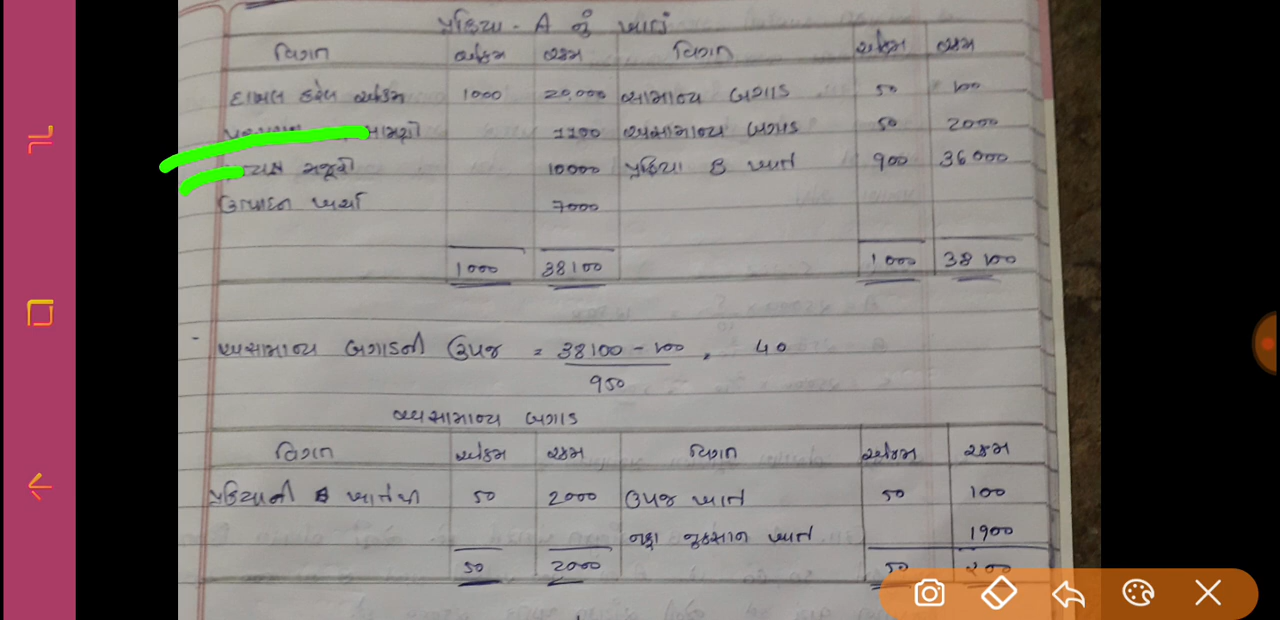 પ્રક્રિયા - A નું ખાતું
વિગત એકમ રકમ વિગત એકમ રકમ
દાખલ કરેલ એકમ 1000 20,000 સામાન્ય બગાડ 50 100
સામગ્રી 1100 અસામાન્ય બગાડ 50 2000
મજૂરી 10000 પ્રક્રિયા B ખાતે 900 36000
ઉત્પાદન ખર્ચા 7000
1000 38100 1000 38100
- અસામાન્ય બગાડની ઉપજ = 38100 - 100 , 40
950
અસામાન્ય બગાડ
વિગત એકમ રકમ વિગત એકમ રકમ
પ્રક્રિયાની ખાતેથી 50 2000 ઉપજ ખાતે 50 100
નફા નુકસાન ખાતે 1900
50 2000 50